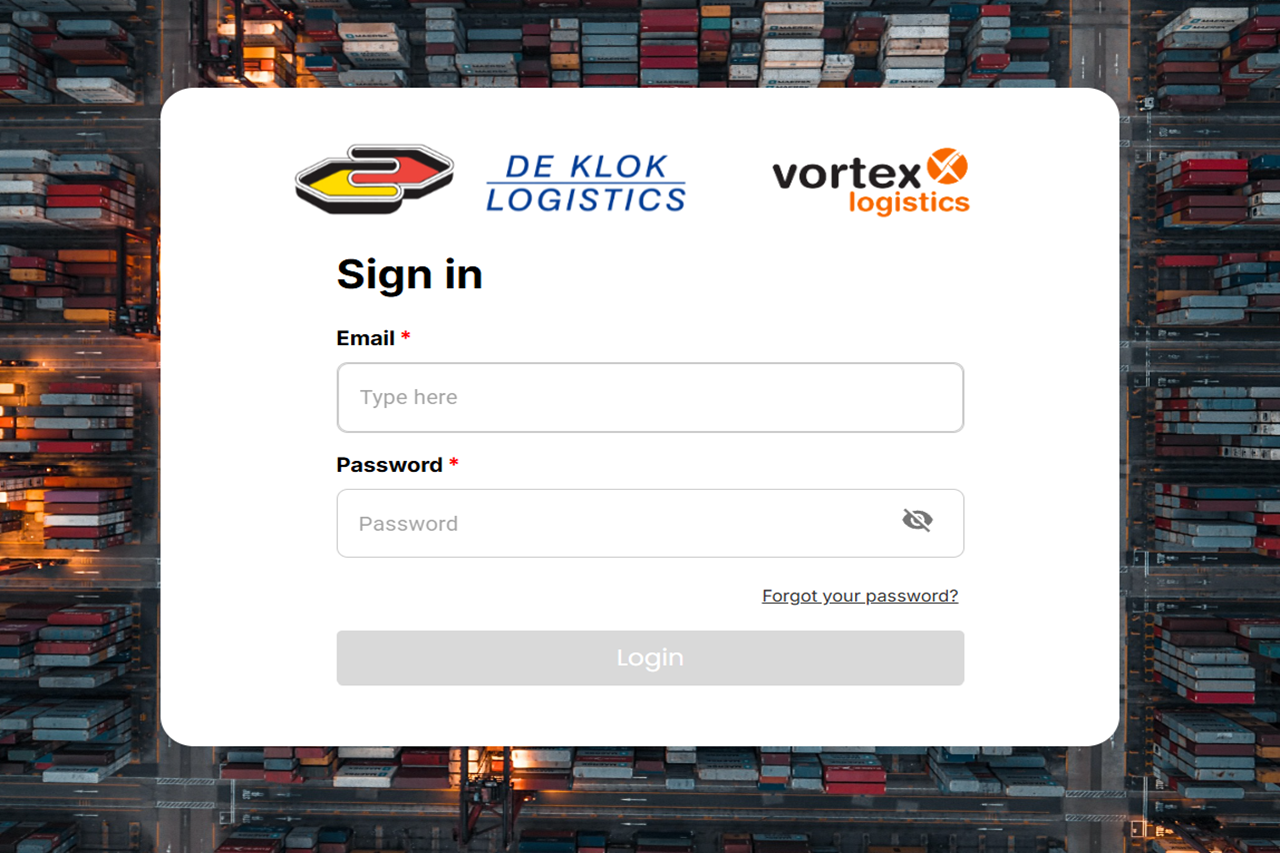 DE KLOK
LOGISTICS
vortex
logistics
Sign in
Email *
Type here
Password *
Password
Forgot your password?
Login